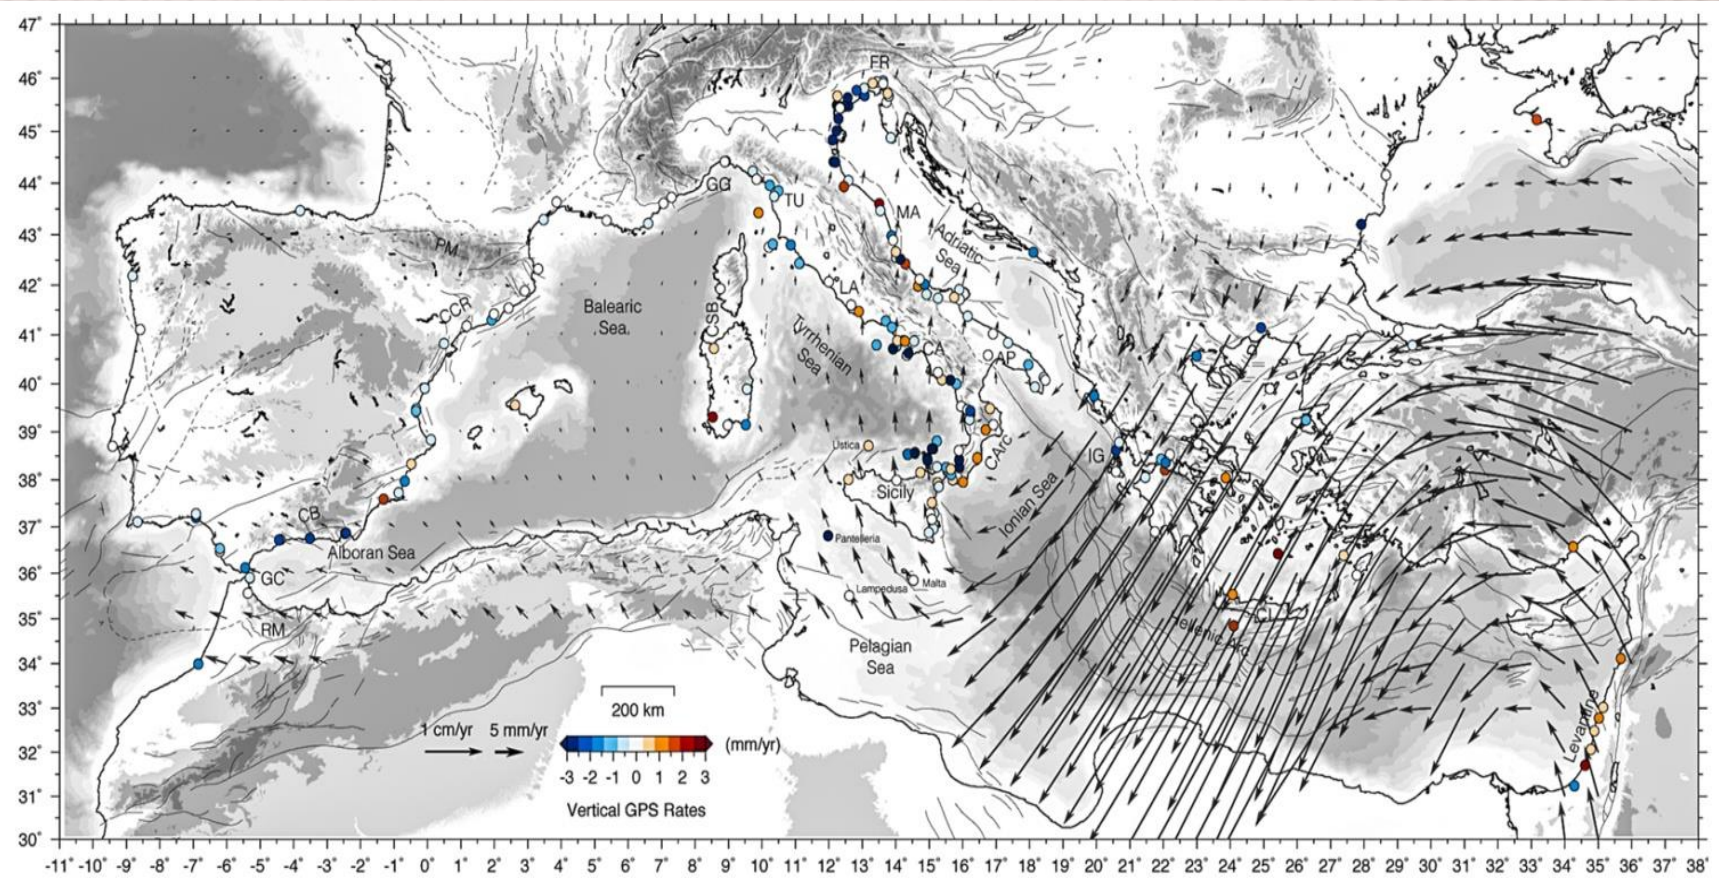 47°
46°
45°
44°
43°
42°
41°
40°
39°
38°
37°
36°
35°
34°
33°
32°
31°
30°
FR
GG
TU
MA
PM
Adriatic
Sea
LA
CCR
Balearic
Sea
CSB
Tyrrhenian
Sea
CA
AP
Ustica
CArc
IG
Sicily
Ionian Sea
CB
Alboran Sea
Pantelleria
GC
Malta
Lampedusa
RM
Hellenic Arc
Pelagian
Sea
200 km
Levantine
1 cm/yr 5 mm/yr
(mm/yr)
-3 -2 -1 0 1 2 3
Vertical GPS Rates
-11° -10° -9° -8° -7° -6° -5° -4° -3° -2° -1° 0° 1° 2° 3° 4° 5° 6° 7° 8° 9° 10° 11° 12° 13° 14° 15° 16° 17° 18° 19° 20° 21° 22° 23° 24° 25° 26° 27° 28° 29° 30° 31° 32° 33° 34° 35° 36° 37° 38°